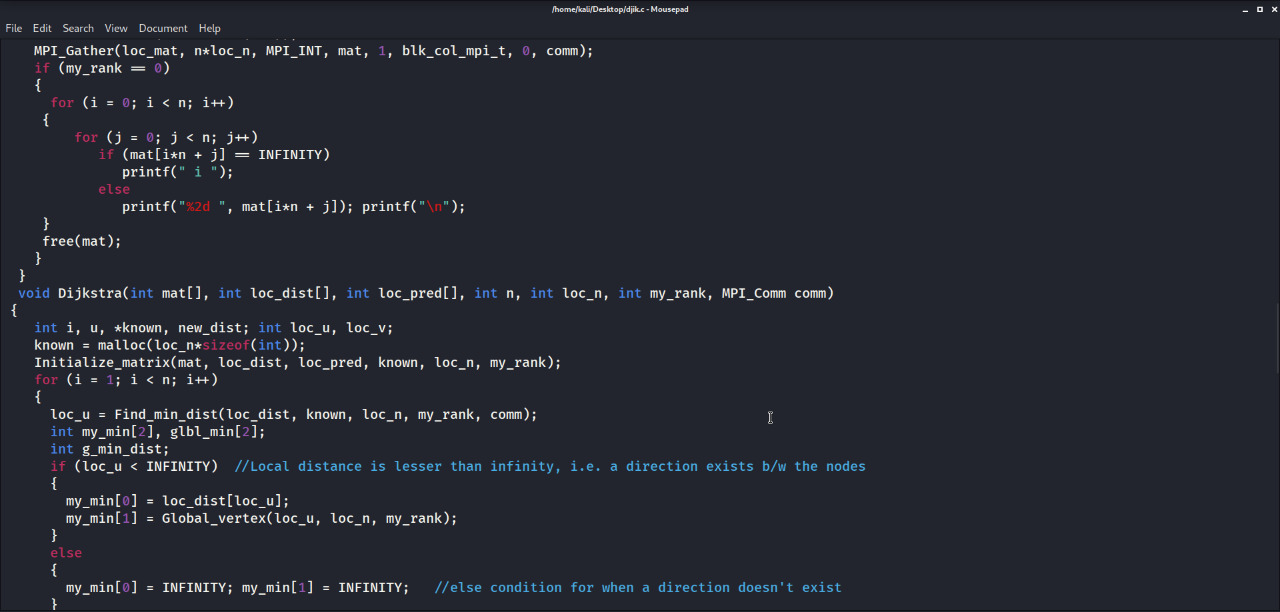 /home/kali/Desktop/djik.c - Mousepad
File Edit Search View Document Help
MPI_Gather(loc_mat, n*loc_n, MPI_INT, mat, 1, blk_col_mpi_t, 0, comm);
if (my_rank == 0)
{
for (i = 0; i < n; i++)
{
for (j = 0; j < n; j++)
if (mat[i*n + j] == INFINITY)
printf(" i ");
else
printf("%2d ", mat[i*n + j]); printf("\n");
}
free(mat);
}
}
void Dijkstra(int mat[], int loc_dist[], int loc_pred[], int n, int loc_n, int my_rank, MPI_Comm comm)
{
int i, u, *known, new_dist; int loc_u, loc_v;
known = malloc(loc_n*sizeof(int));
Initialize_matrix(mat, loc_dist, loc_pred, known, loc_n, my_rank);
for (i = 1; i < n; i++)
{
loc_u = Find_min_dist(loc_dist, known, loc_n, my_rank, comm);
int my_min[2], glbl_min[2];
int g_min_dist;
if (loc_u < INFINITY)  //Local distance is lesser than infinity, i.e. a direction exists b/w the nodes
{
my_min[0] = loc_dist[loc_u];
my_min[1] = Global_vertex(loc_u, loc_n, my_rank);
}
else
{
my_min[0] = INFINITY; my_min[1] = INFINITY;   //else condition for when a direction doesn't exist
}